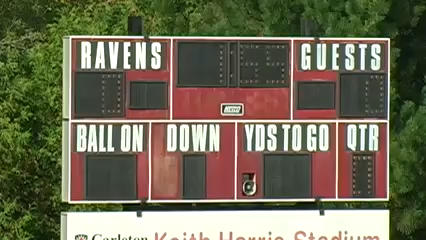 RAVENS GUESTS
BALL ON DOWN YDS TO GO QTR
Carleton Keith Harris Stadium